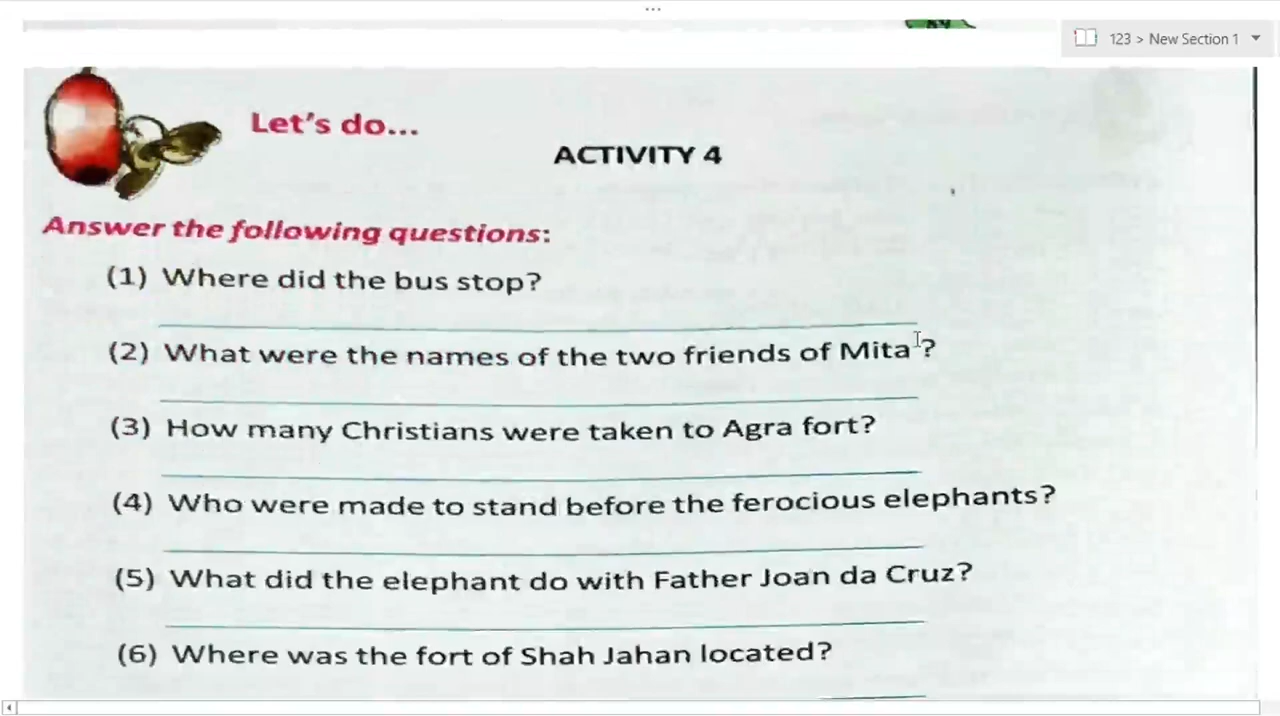 ...
123 > New Section 1
Let's do...
ACTIVITY 4
Answer the following questions:
(1) Where did the bus stop?
(2) What were the names of the two friends of Mita ?
(3) How many Christians were taken to Agra fort?
(4) Who were made to stand before the ferocious elephants?
(5) What did the elephant do with Father Joan da Cruz?
(6) Where was the fort of Shah Jahan located?